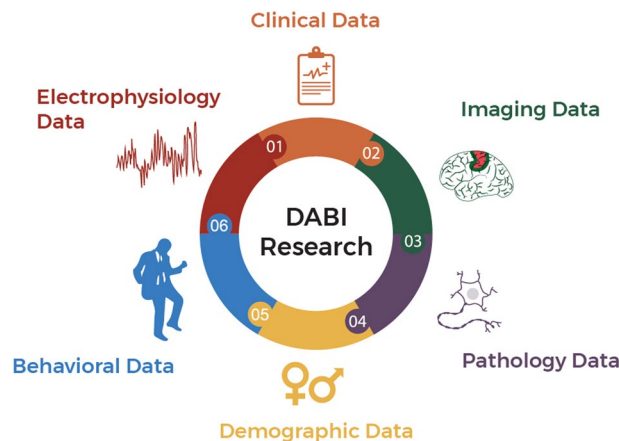 Clinical Data
Electrophysiology
Data
Imaging Data
01
02
DABI
Research
06
03
05
04
Behavioral Data
Pathology Data
Demographic Data